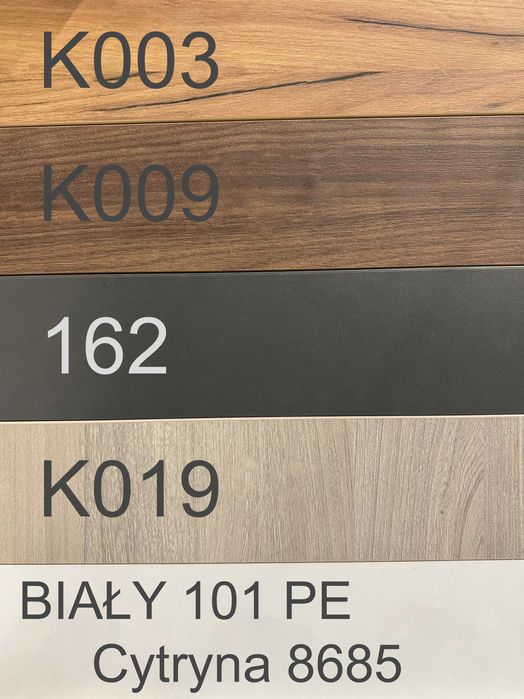 K003
K009
162
K019
BIAŁY 101 PE
Cytryna 8685